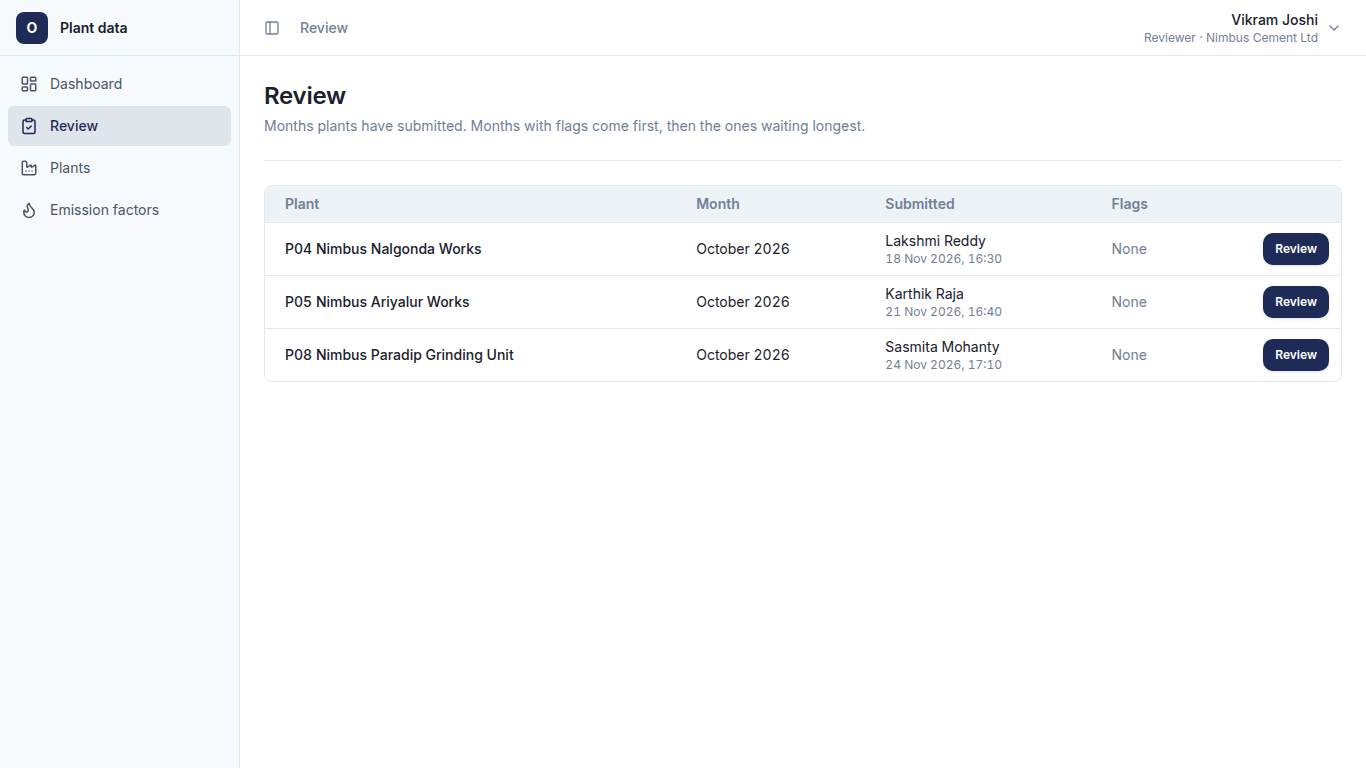 O Plant data
Review
Vikram Joshi
Reviewer · Nimbus Cement Ltd
Dashboard
Review
Plants
Emission factors
Review
Months plants have submitted. Months with flags come first, then the ones waiting longest.
Plant Month Submitted Flags
P04 Nimbus Nalgonda Works October 2026 Lakshmi Reddy None Review
18 Nov 2026, 16:30
P05 Nimbus Ariyalur Works October 2026 Karthik Raja None Review
21 Nov 2026, 16:40
P08 Nimbus Paradip Grinding Unit October 2026 Sasmita Mohanty None Review
24 Nov 2026, 17:10